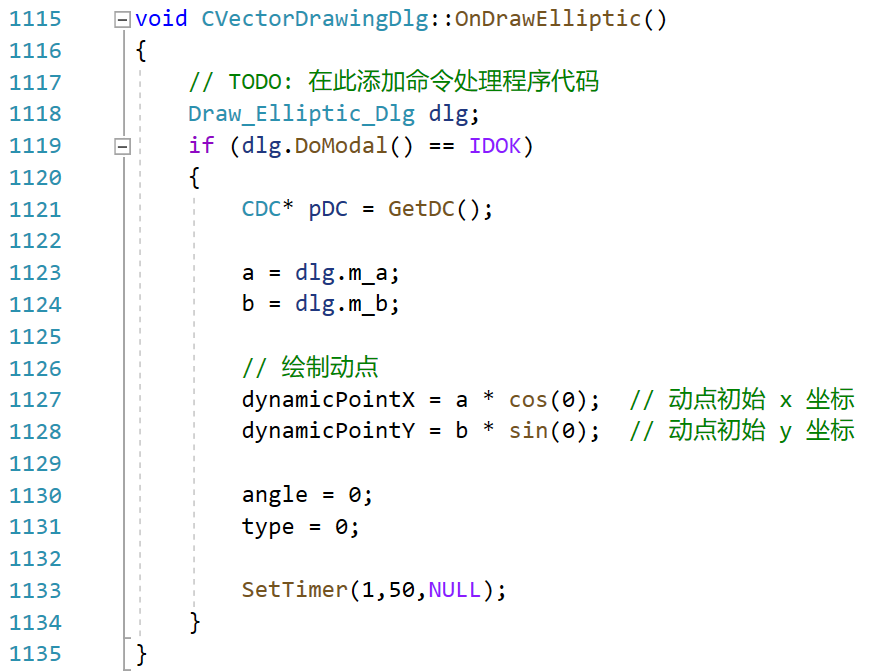 1115 void CVectorDrawingDlg::OnDrawElliptic()
1116 {
1117     // TODO: 在此添加命令处理程序代码
1118     Draw_Elliptic_Dlg dlg;
1119     if (dlg.DoModal() == IDOK)
1120     {
1121         CDC* pDC = GetDC();
1122
1123         a = dlg.m_a;
1124         b = dlg.m_b;
1125
1126         // 绘制动点
1127         dynamicPointX = a * cos(0);  // 动点初始 x 坐标
1128         dynamicPointY = b * sin(0);  // 动点初始 y 坐标
1129
1130         angle = 0;
1131         type = 0;
1132
1133         SetTimer(1,50,NULL);
1134     }
1135 }